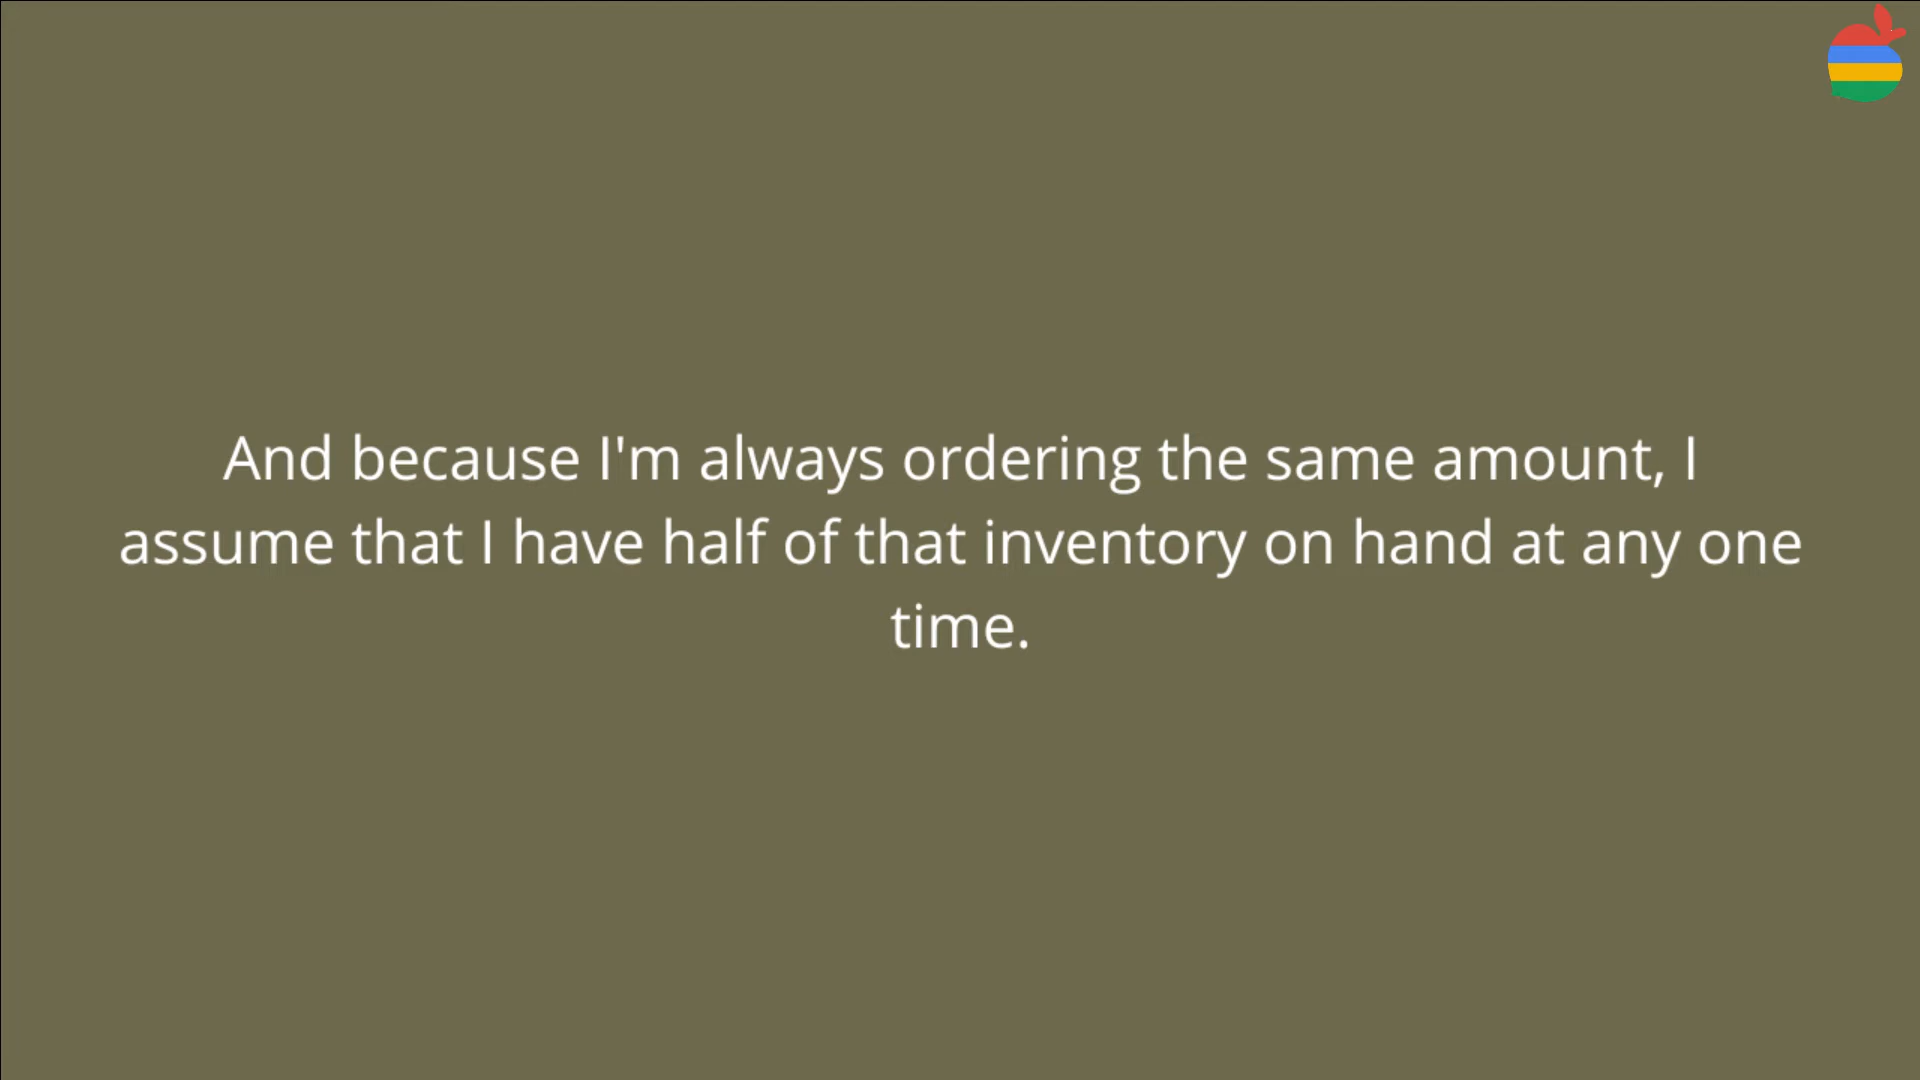 And because I'm always ordering the same amount, I
assume that I have half of that inventory on hand at any one
time.